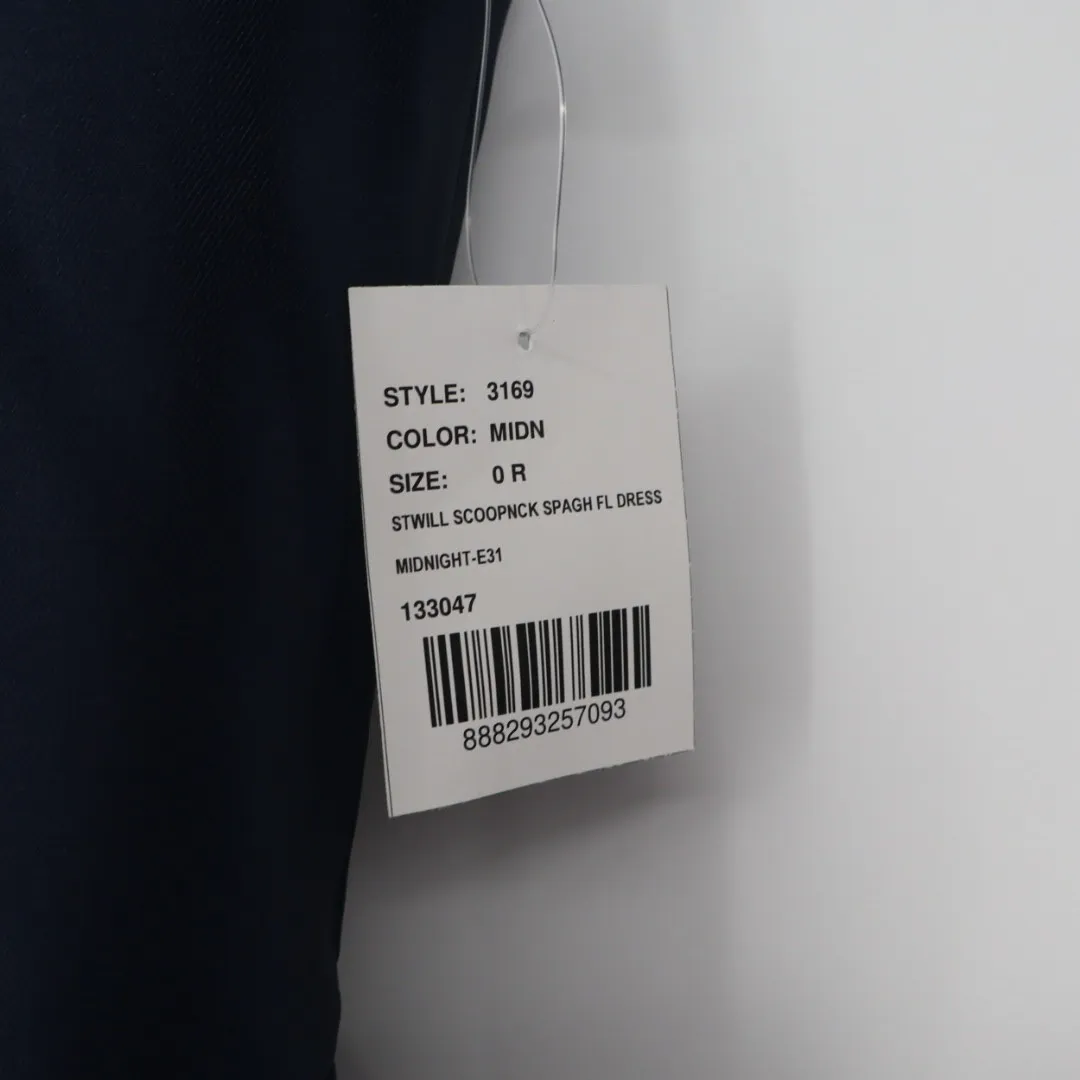 STYLE: 3169
COLOR: MIDN
SIZE: 0 R
STWILL SCOOPNCK SPAGH FL DRESS
MIDNIGHT-E31
133047
888293257093